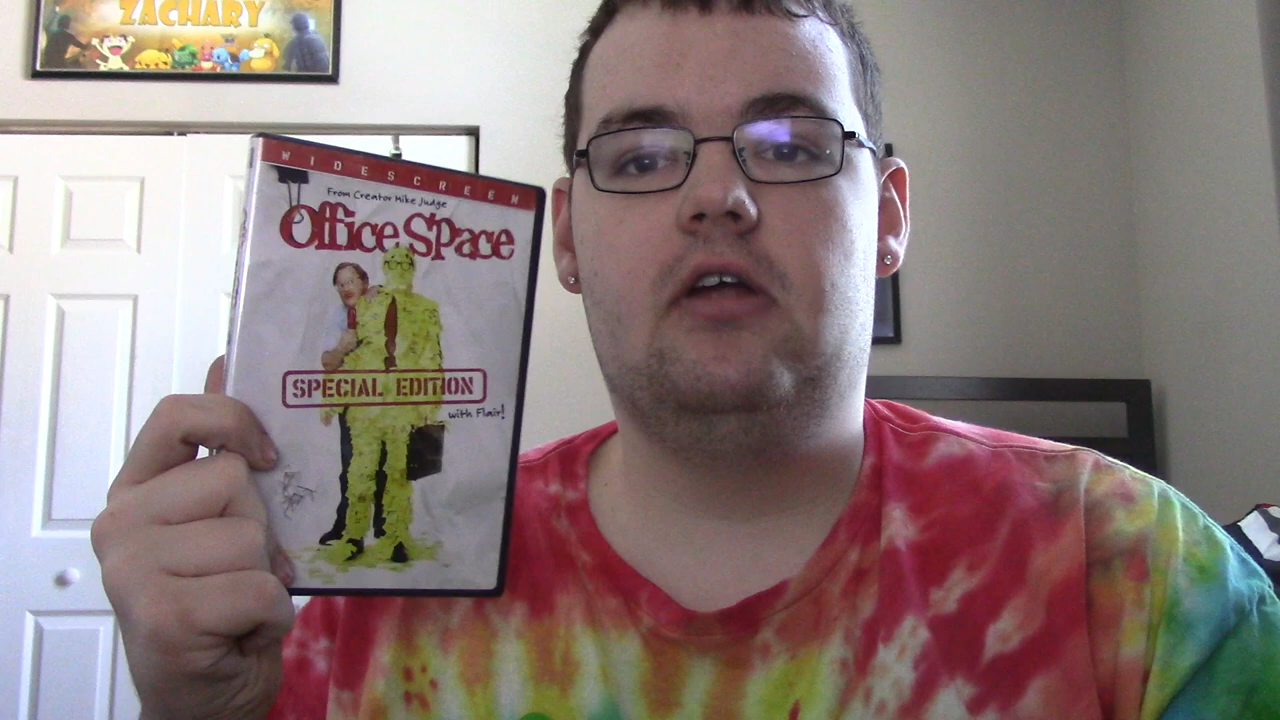 ZACHARY
WIDESCREEN
From Creator Mike Judge
Office Space
SPECIAL EDITION
with Flair!